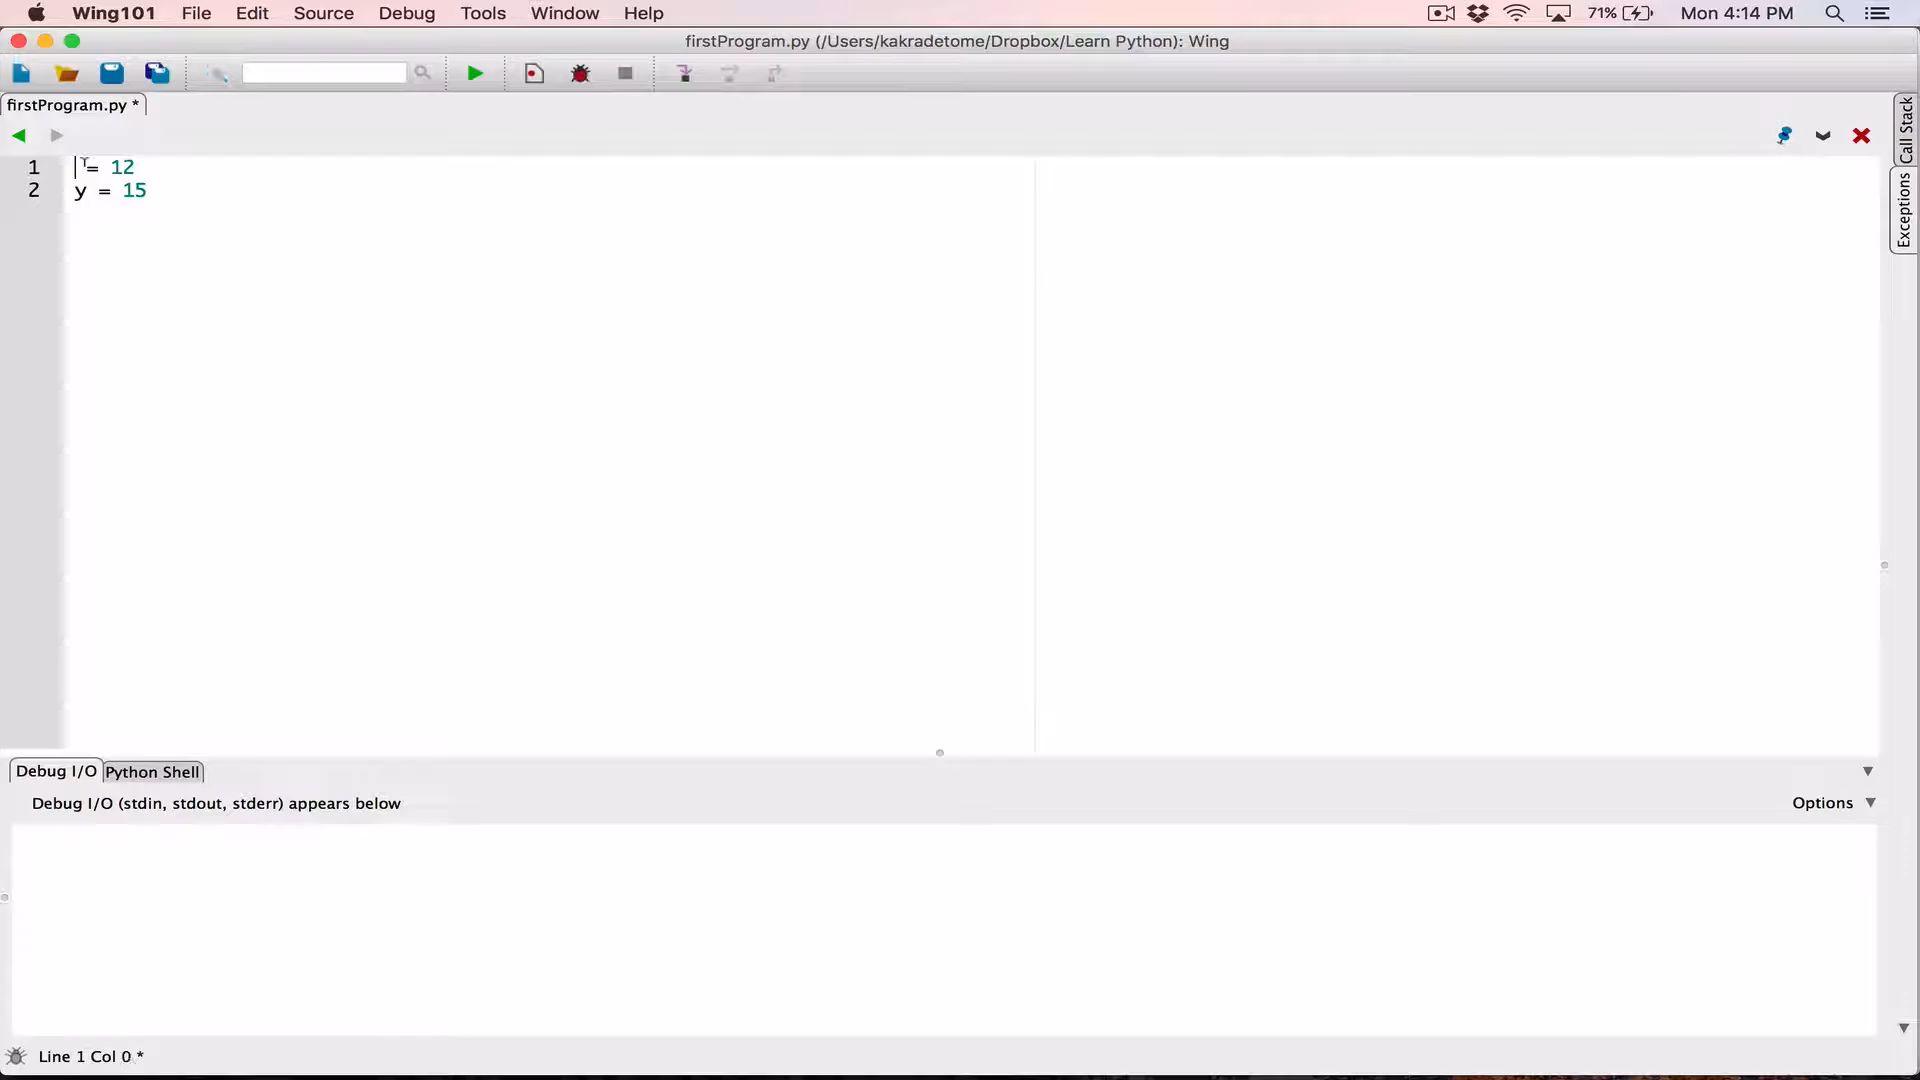 Wing101 File Edit Source Debug Tools Window Help 71% Mon 4:14 PM
firstProgram.py (/Users/kakradetome/Dropbox/Learn Python): Wing
firstProgram.py *
Call Stack
Exceptions
1 = 12
2 y = 15
Debug I/O Python Shell
Debug I/O (stdin, stdout, stderr) appears below Options
Line 1 Col 0 *